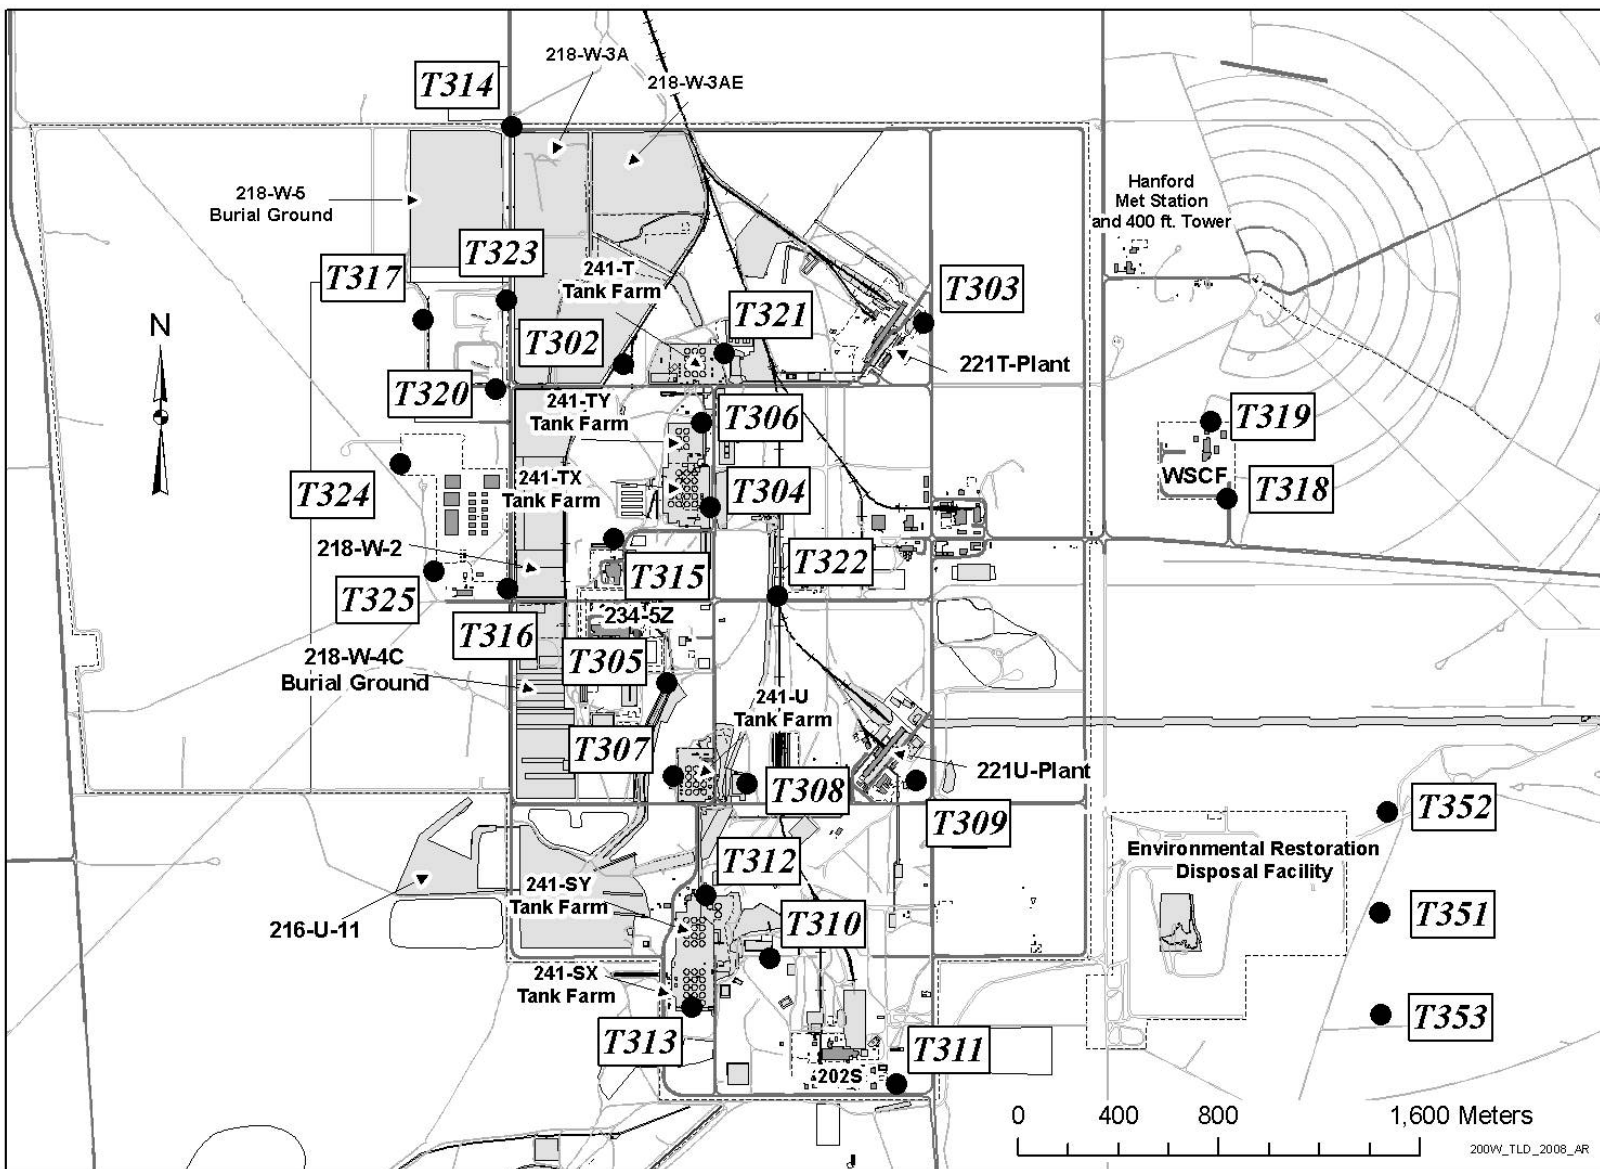 218-W-3A
T314
218-W-3AE
218-W-5
Burial Ground
Hanford
Met Station
and 400 ft. Tower
T323
T317
241-T
Tank Farm
T303
T321
N
T302
221T-Plant
T320
241-TY
Tank Farm
T306
T319
WSCF
T324
241-TX
Tank Farm
T304
T318
218-W-2
T322
T315
T325
234-5Z
T316
T305
218-W-4C
Burial Ground
241-U
Tank Farm
T307
221U-Plant
T308
T352
T309
Environmental Restoration
Disposal Facility
T312
241-SY
Tank Farm
T310
T351
216-U-11
241-SX
Tank Farm
T353
T313
T311
202S
0 400 800 1,600 Meters
200W_TLD_2008_AR